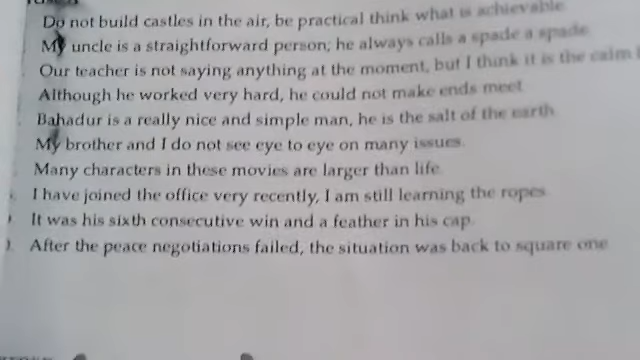 Do not build castles in the air, be practical think what is achievable
My uncle is a straightforward person; he always calls a spade a spade
Our teacher is not saying anything at the moment, but I think it is the calm
Although he worked very hard, he could not make ends meet
Bahadur is a really nice and simple man, he is the salt of the earth
My brother and I do not see eye to eye on many issues.
Many characters in these movies are larger than life
I have joined the office very recently, I am still learning the ropes
It was his sixth consecutive win and a feather in his cap
After the peace negotiations failed, the situation was back to square one